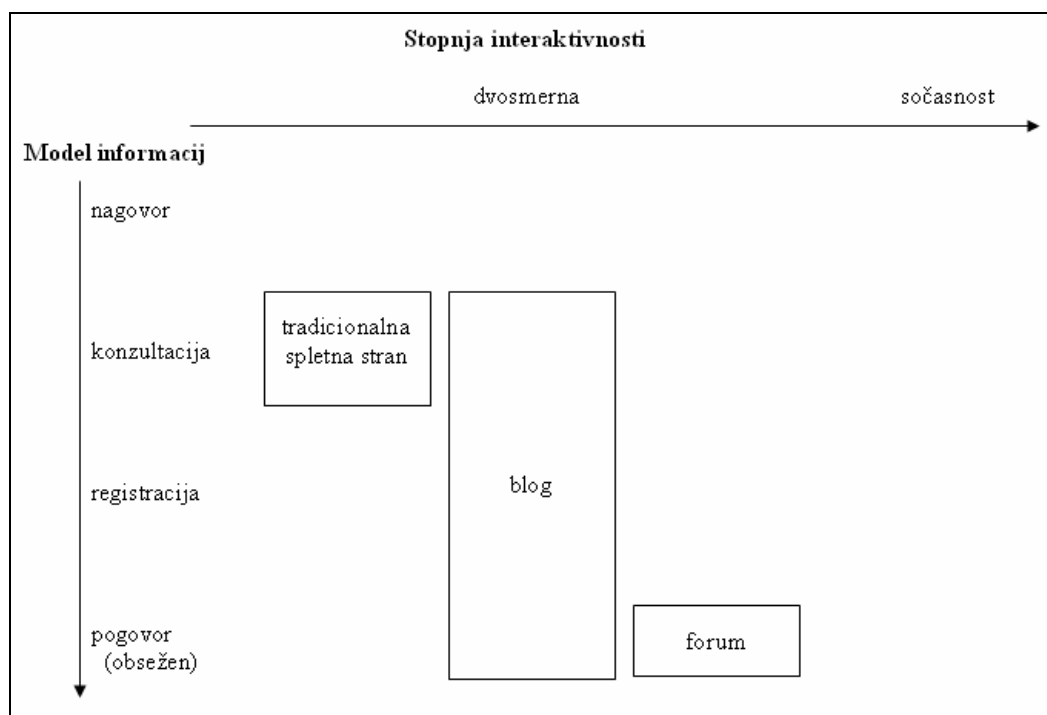 Stopnja interaktivnosti
dvosmerna sočasnost
Model informacij
nagovor
tradicionalna
spletna stran
konzultacija
registracija
blog
pogovor
(obsežen)
forum